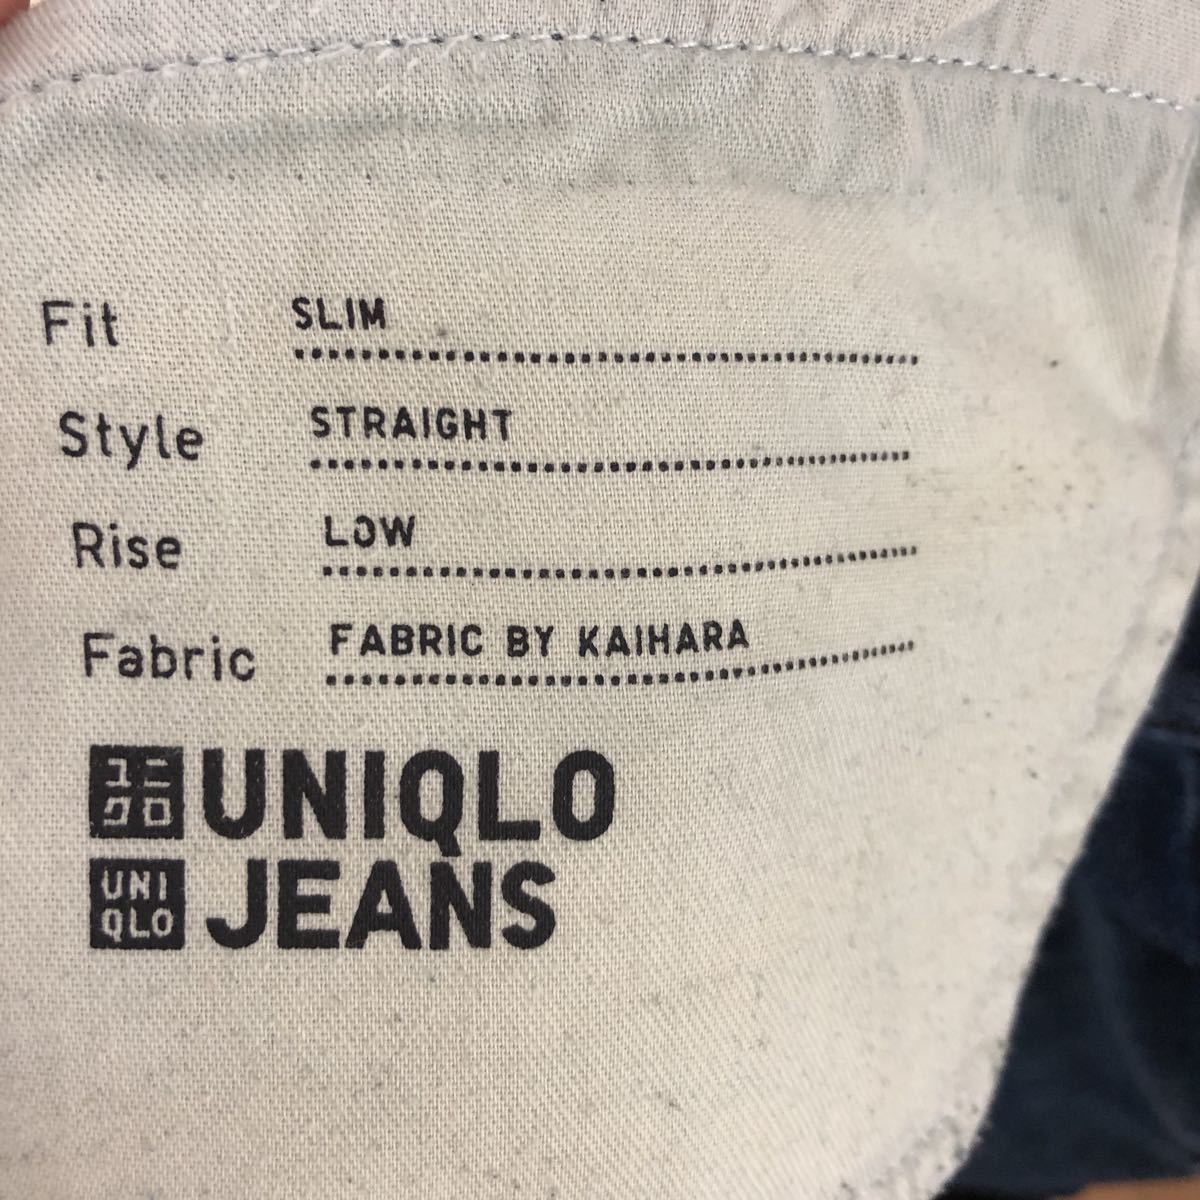 Fit SLIM
Style STRAIGHT
Rise LOW
Fabric FABRIC BY KAIHARA
ユニ
クロ
UNIQLO
UNI
QLO
JEANS